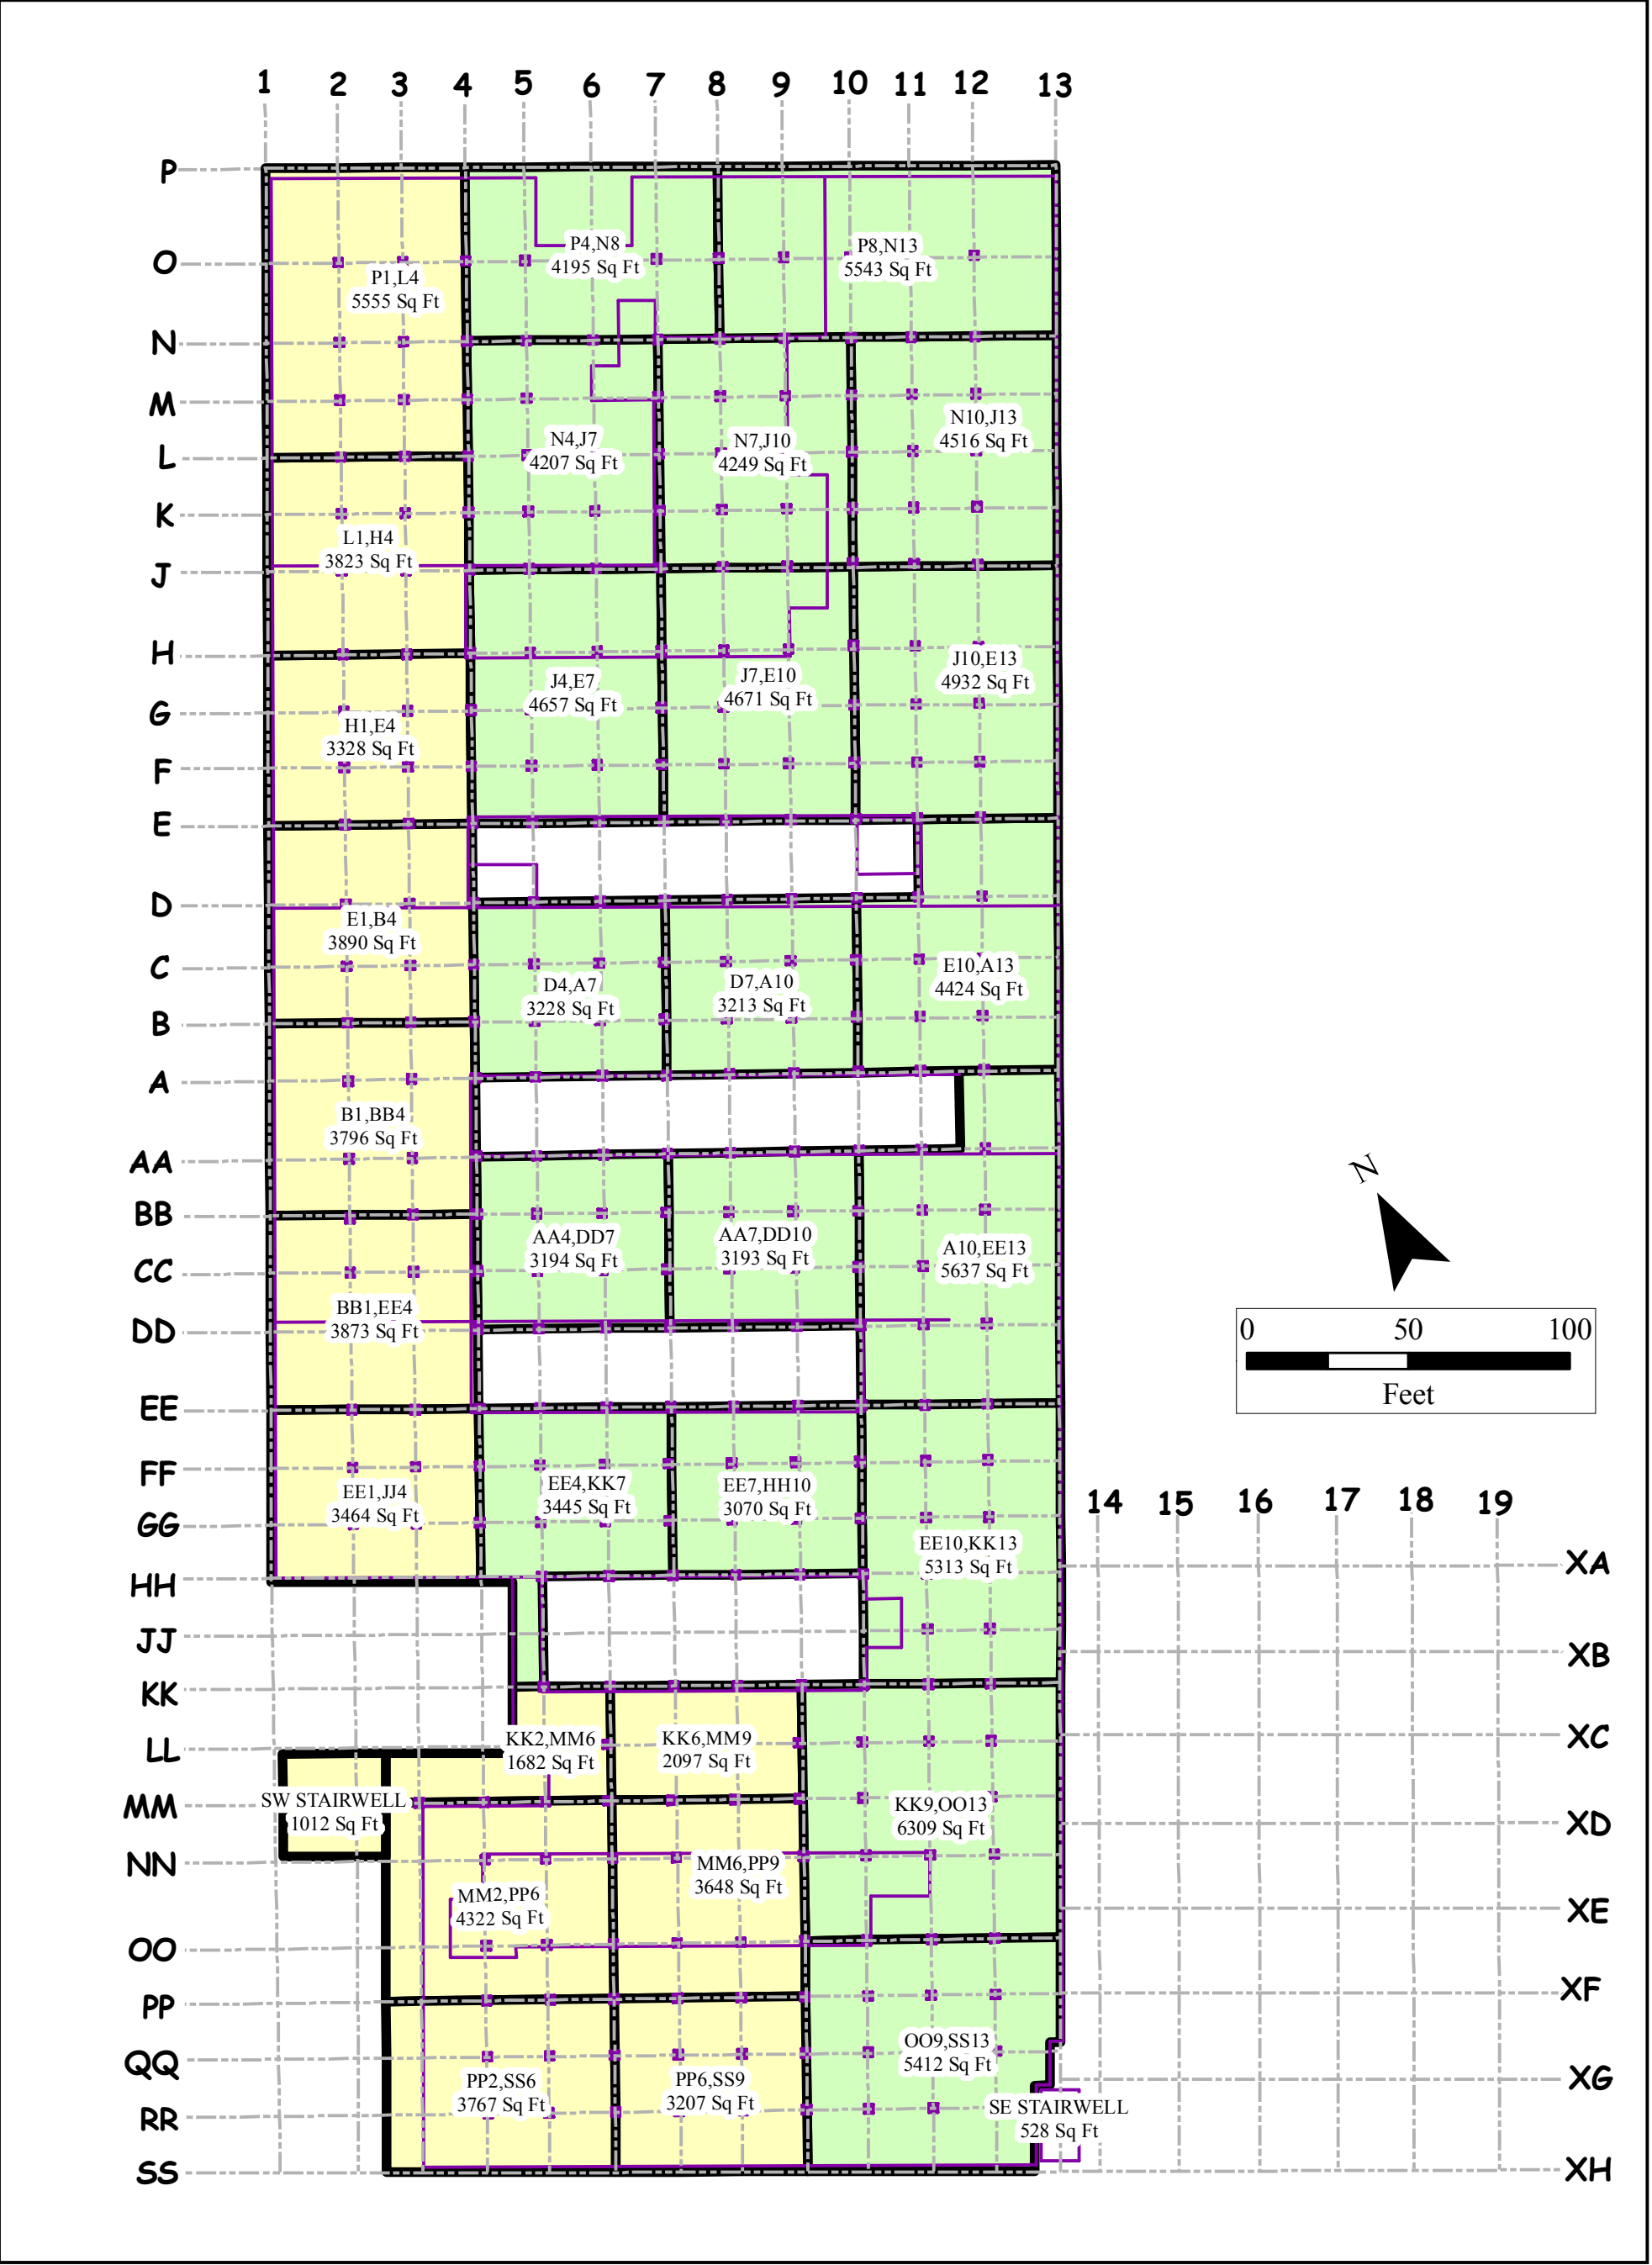 1 2 3 4 5 6 7 8 9 10 11 12 13
P
O
P4,N8
4195 Sq Ft
P8,N13
5543 Sq Ft
P1,L4
5555 Sq Ft
N
M
N10,J13
4516 Sq Ft
N4,J7
4207 Sq Ft
N7,J10
4249 Sq Ft
L
K
L1,H4
3823 Sq Ft
J
H
J10,E13
4932 Sq Ft
J4,E7
4657 Sq Ft
J7,E10
4671 Sq Ft
G
H1,E4
3328 Sq Ft
F
E
D
E1,B4
3890 Sq Ft
C
E10,A13
4424 Sq Ft
D4,A7
3228 Sq Ft
D7,A10
3213 Sq Ft
B
A
B1,BB4
3796 Sq Ft
AA
N
BB
AA4,DD7
3194 Sq Ft
AA7,DD10
3193 Sq Ft
A10,EE13
5637 Sq Ft
CC
BB1,EE4
3873 Sq Ft
DD
0 50 100
Feet
EE
FF
EE1,JJ4
3464 Sq Ft
EE4,KK7
3445 Sq Ft
EE7,HH10
3070 Sq Ft
14 15 16 17 18 19
GG
EE10,KK13
5313 Sq Ft
XA
HH
JJ
XB
KK
LL
KK2,MM6
1682 Sq Ft
KK6,MM9
2097 Sq Ft
XC
MM
SW STAIRWELL
1012 Sq Ft
KK9,OO13
6309 Sq Ft
XD
NN
MM6,PP9
3648 Sq Ft
MM2,PP6
4322 Sq Ft
XE
OO
PP
XF
QQ
OO9,SS13
5412 Sq Ft
XG
PP2,SS6
3767 Sq Ft
PP6,SS9
3207 Sq Ft
RR
SE STAIRWELL
528 Sq Ft
SS
XH